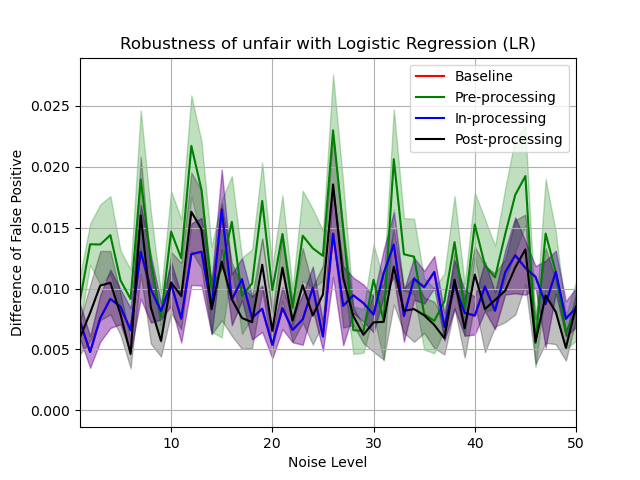 Robustness of unfair with Logistic Regression (LR)
Baseline
Pre-processing
In-processing
Post-processing
Difference of False Positive
0.025
0.020
0.015
0.010
0.005
0.000
10
20
30
40
50
Noise Level